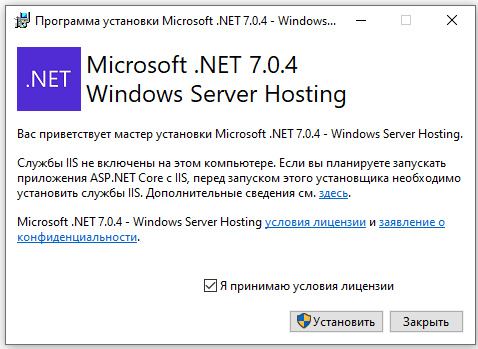 Программа установки Microsoft .NET 7.0.4 - Windows...
.NET
Microsoft .NET 7.0.4
Windows Server Hosting
Вас приветствует мастер установки Microsoft .NET 7.0.4 - Windows Server Hosting.
Службы IIS не включены на этом компьютере. Если вы планируете запускать
приложения ASP.NET Core с IIS, перед запуском этого установщика необходимо
установить службы IIS. Дополнительные сведения см. здесь.
Microsoft .NET 7.0.4 - Windows Server Hosting условия лицензии и заявление о
конфиденциальности.
Я принимаю условия лицензии
Установить
Закрыть